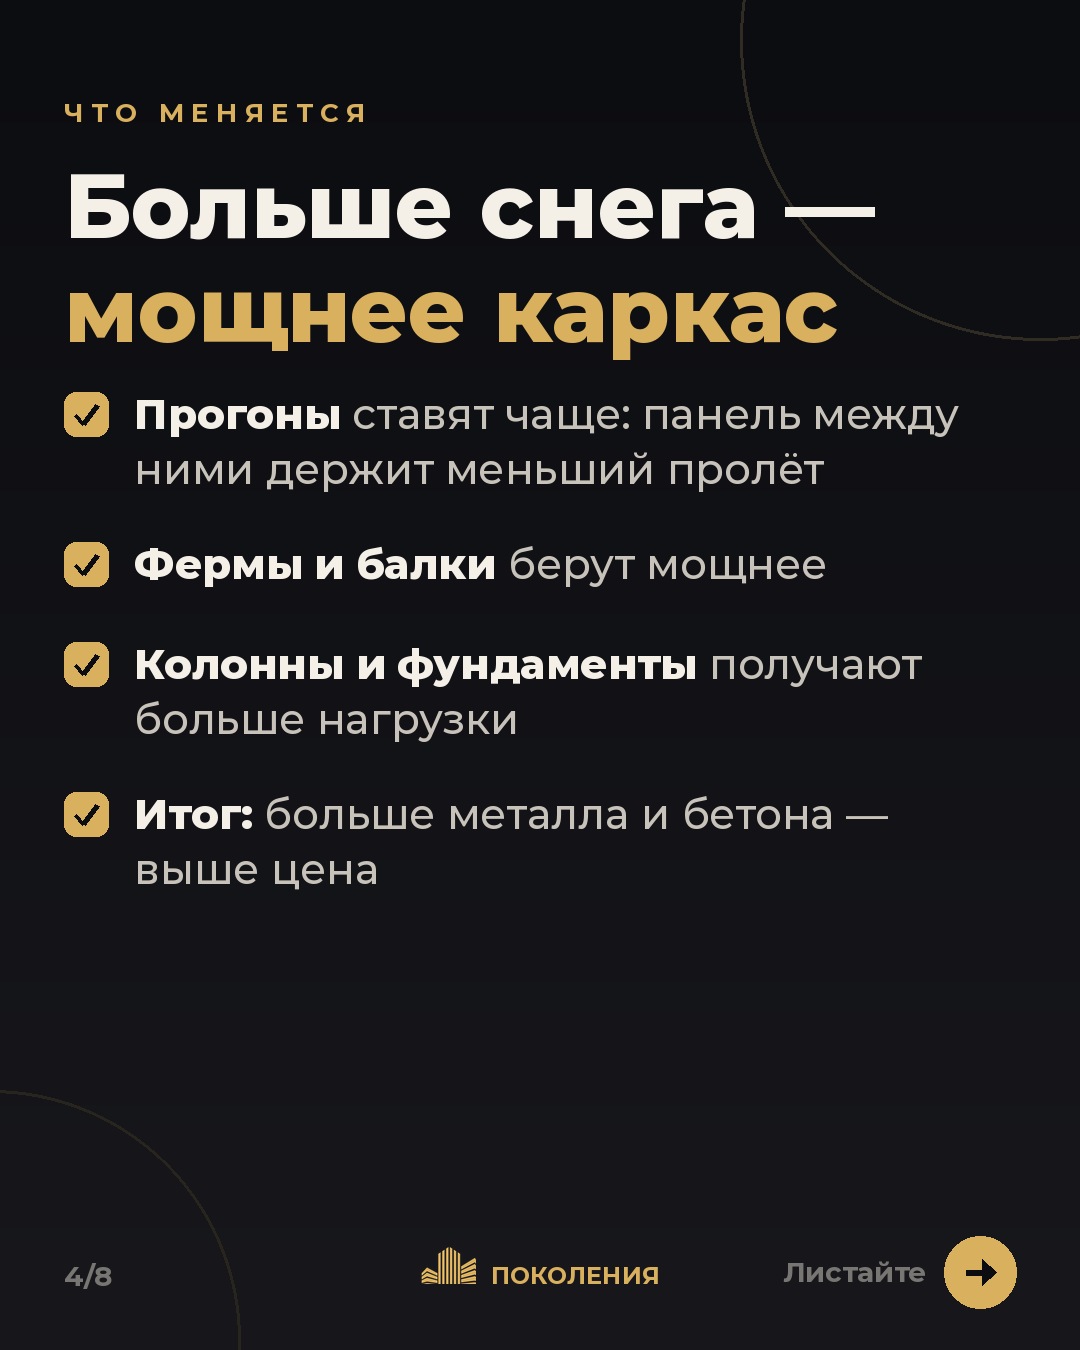 ЧТО МЕНЯЕТСЯ
Больше снега —
мощнее каркас
Прогоны ставят чаще: панель между
ними держит меньший пролёт
Фермы и балки берут мощнее
Колонны и фундаменты получают
больше нагрузки
Итог: больше металла и бетона —
выше цена
4/8
ПОКОЛЕНИЯ
Листайте